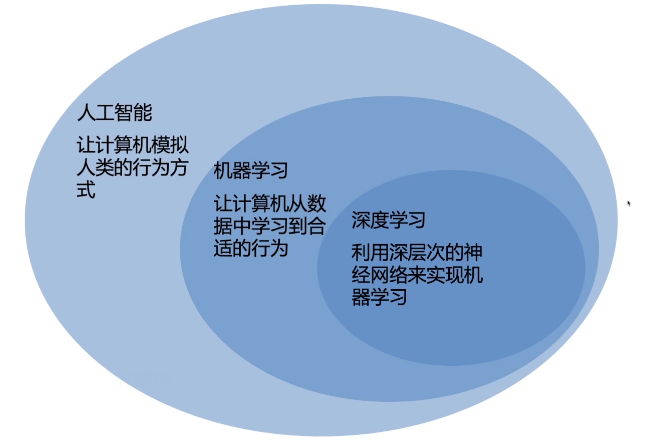 人工智能
让计算机模拟
人类的行为方
式
机器学习
让计算机从数
据中学习到合
适的行为
深度学习
利用深层次的神
经网络来实现机
器学习